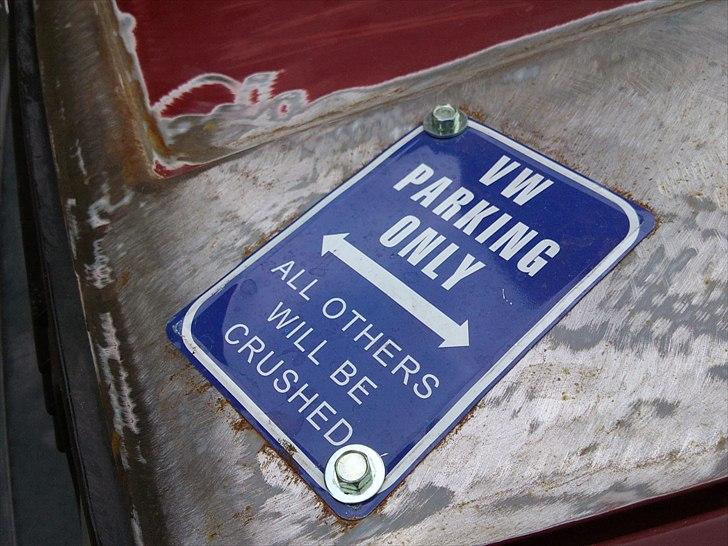 VW
PARKING
ONLY
ALL OTHERS
WILL BE
CRUSHED